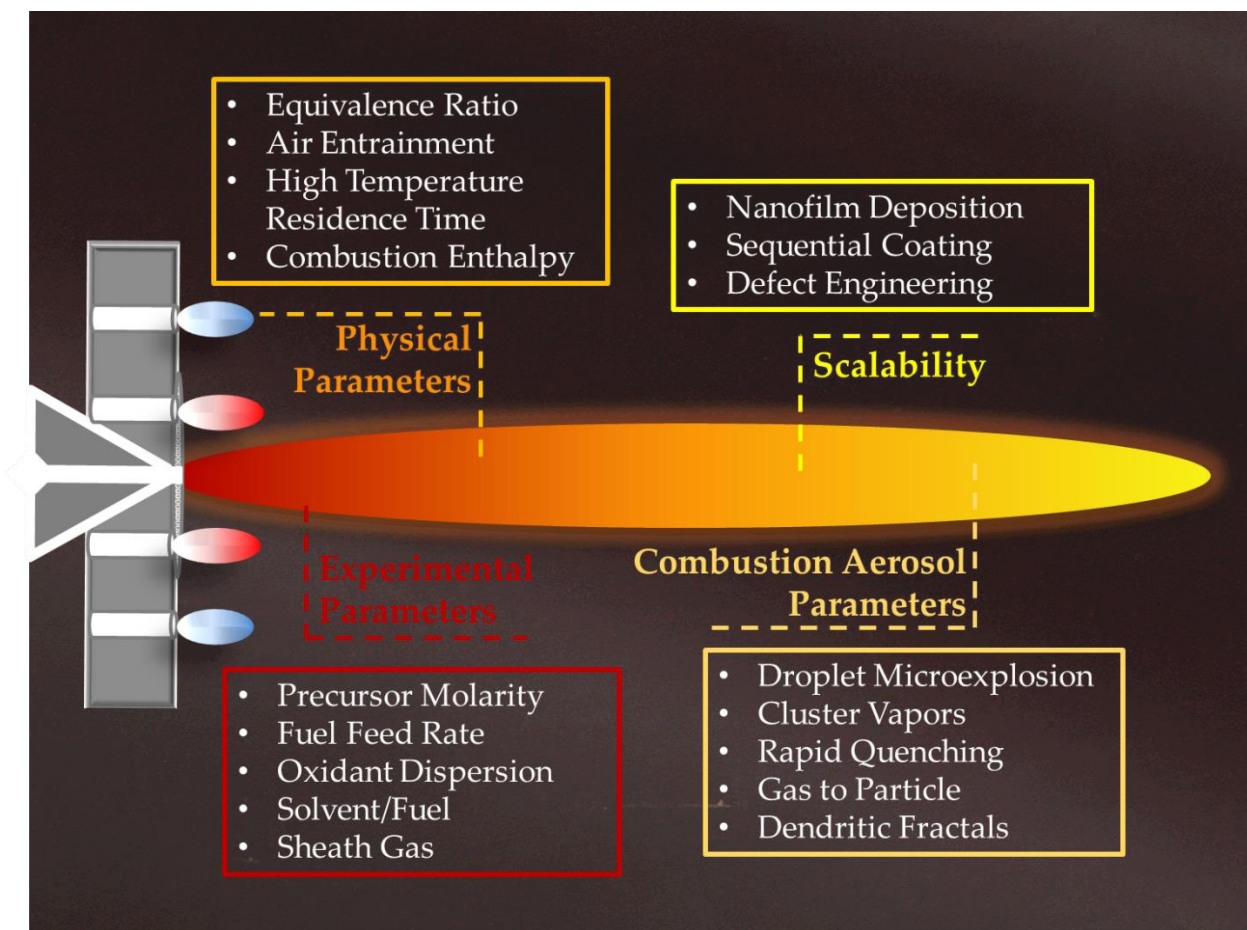 • Equivalence Ratio
• Air Entrainment
• High Temperature
Residence Time
• Combustion Enthalpy
Physical
Parameters
• Nanofilm Deposition
• Sequential Coating
• Defect Engineering
Scalability
Experimental
Parameters
• Precursor Molarity
• Fuel Feed Rate
• Oxidant Dispersion
• Solvent/Fuel
• Sheath Gas
Combustion Aerosol
Parameters
• Droplet Microexplosion
• Cluster Vapors
• Rapid Quenching
• Gas to Particle
• Dendritic Fractals